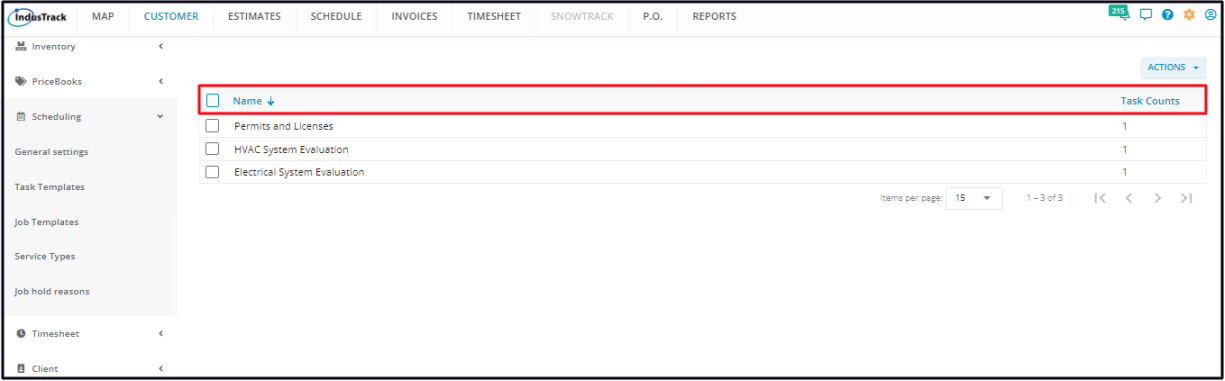 IndusTrack MAP CUSTOMER ESTIMATES SCHEDULE INVOICES TIMESHEET SNOWTRACK P.O. REPORTS 215
Inventory
PriceBooks
Scheduling
General settings
Task Templates
Job Templates
Service Types
Job hold reasons
Timesheet
Client
ACTIONS
Name Task Counts
Permits and Licenses 1
HVAC System Evaluation 1
Electrical System Evaluation 1
Items per page: 15 1 – 3 of 3